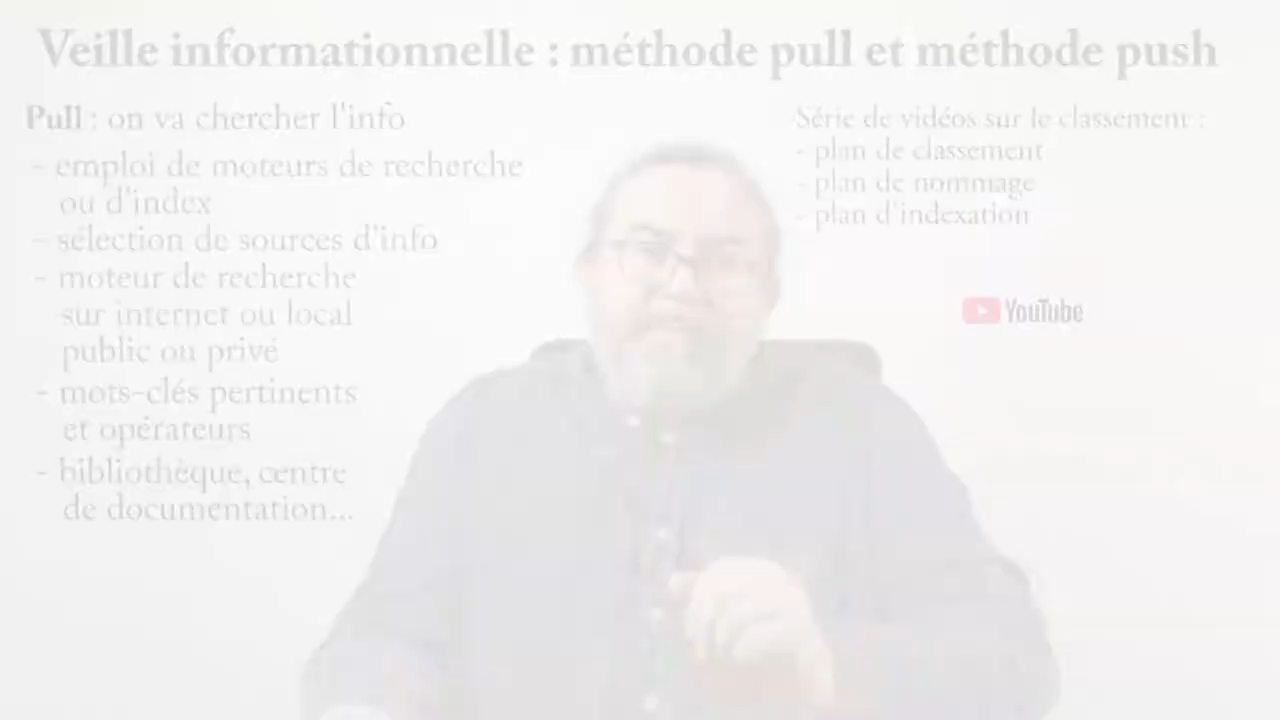 Veille informationnelle : méthode pull et méthode push
Pull : on va chercher l'info
- emploi de moteurs de recherche
ou d'index
- sélection de sources d'info
- moteur de recherche
sur internet ou local
public ou privé
- mots-clés pertinents
et opérateurs
- bibliothèque, centre
de documentation...
Série de vidéos sur le classement :
- plan de classement
- plan de nommage
- plan d'indexation
YouTube